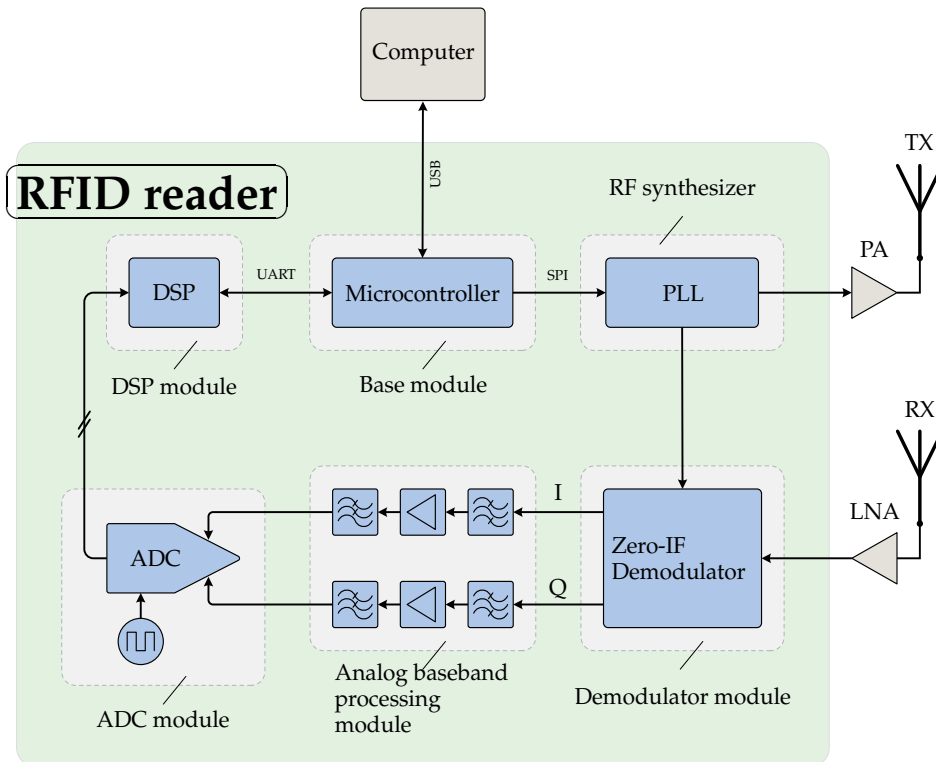 Computer
USB
TX
RFID reader
RF synthesizer
PA
DSP
UART
Microcontroller
SPI
PLL
DSP module
Base module
RX
I
LNA
ADC
Zero-IF
Demodulator
Q
Analog baseband
processing
module
Demodulator module
ADC module